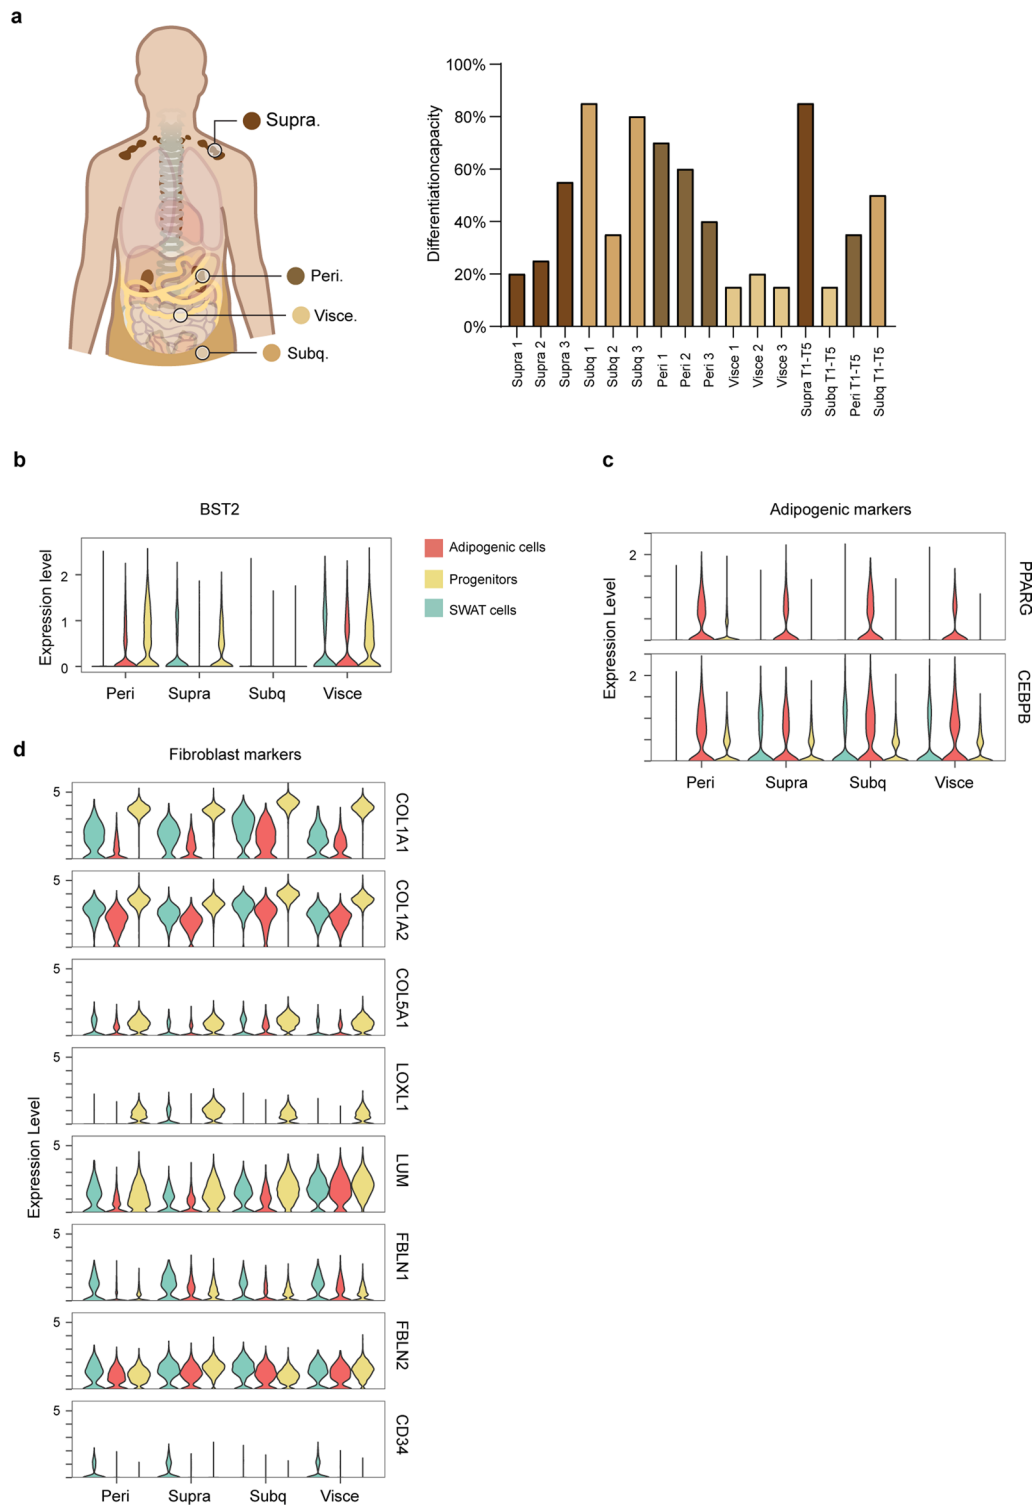 a
Supra.
Peri.
Visce.
Subq.
Differentiationcapacity
100%
80%
60%
40%
20%
0%
Supra 1
Supra 2
Supra 3
Subq 1
Subq 2
Subq 3
Peri 1
Peri 2
Peri 3
Visce 1
Visce 2
Visce 3
Supra T1-T5
Subq T1-T5
Peri T1-T5
Subq T1-T5
b
BST2
Expression level
2
1
0
Peri Supra Subq Visce
Adipogenic cells
Progenitors
SWAT cells
c
Adipogenic markers
Expression Level
2
PPARG
2
CEBPB
Peri Supra Subq Visce
d
Fibroblast markers
Expression Level
5
COL1A1
5
COL1A2
5
COL5A1
5
LOXL1
5
LUM
5
FBLN1
5
FBLN2
5
CD34
Peri Supra Subq Visce